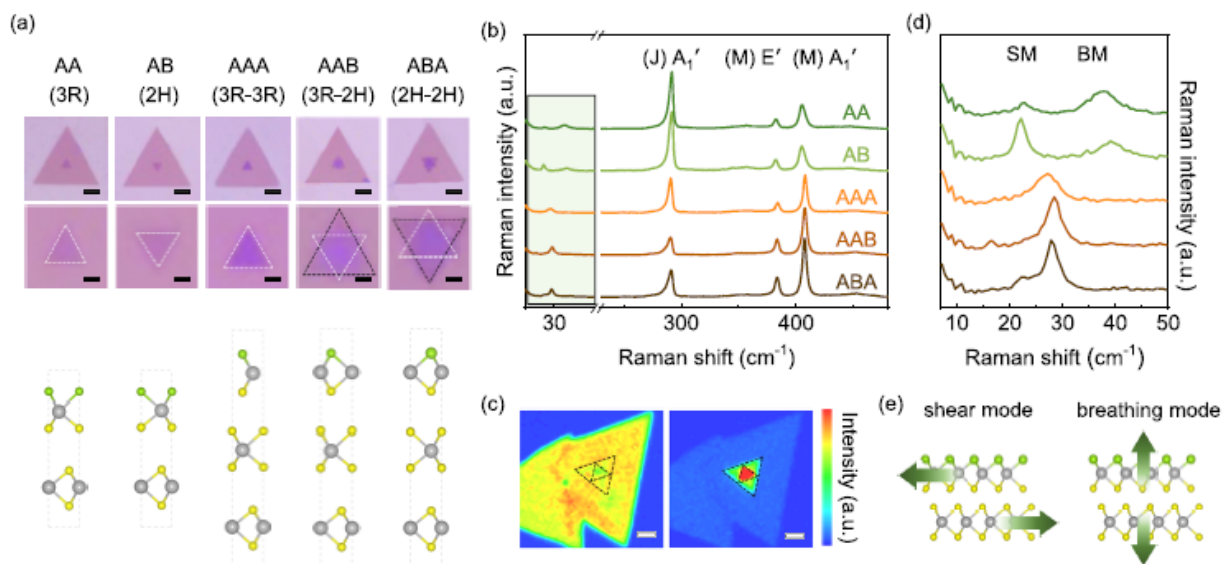 (a)
AA
(3R)
AB
(2H)
AAA
(3R-3R)
AAB
(3R-2H)
ABA
(2H-2H)
(b)
Raman intensity (a.u.)
(J) A₁′
(M) E′
(M) A₁′
AA
AB
AAA
AAB
ABA
30
300
400
Raman shift (cm⁻¹)
(c)
Intensity (a.u.)
(d)
SM
BM
Raman intensity (a.u.)
10
20
30
40
50
Raman shift (cm⁻¹)
(e)
shear mode
breathing mode